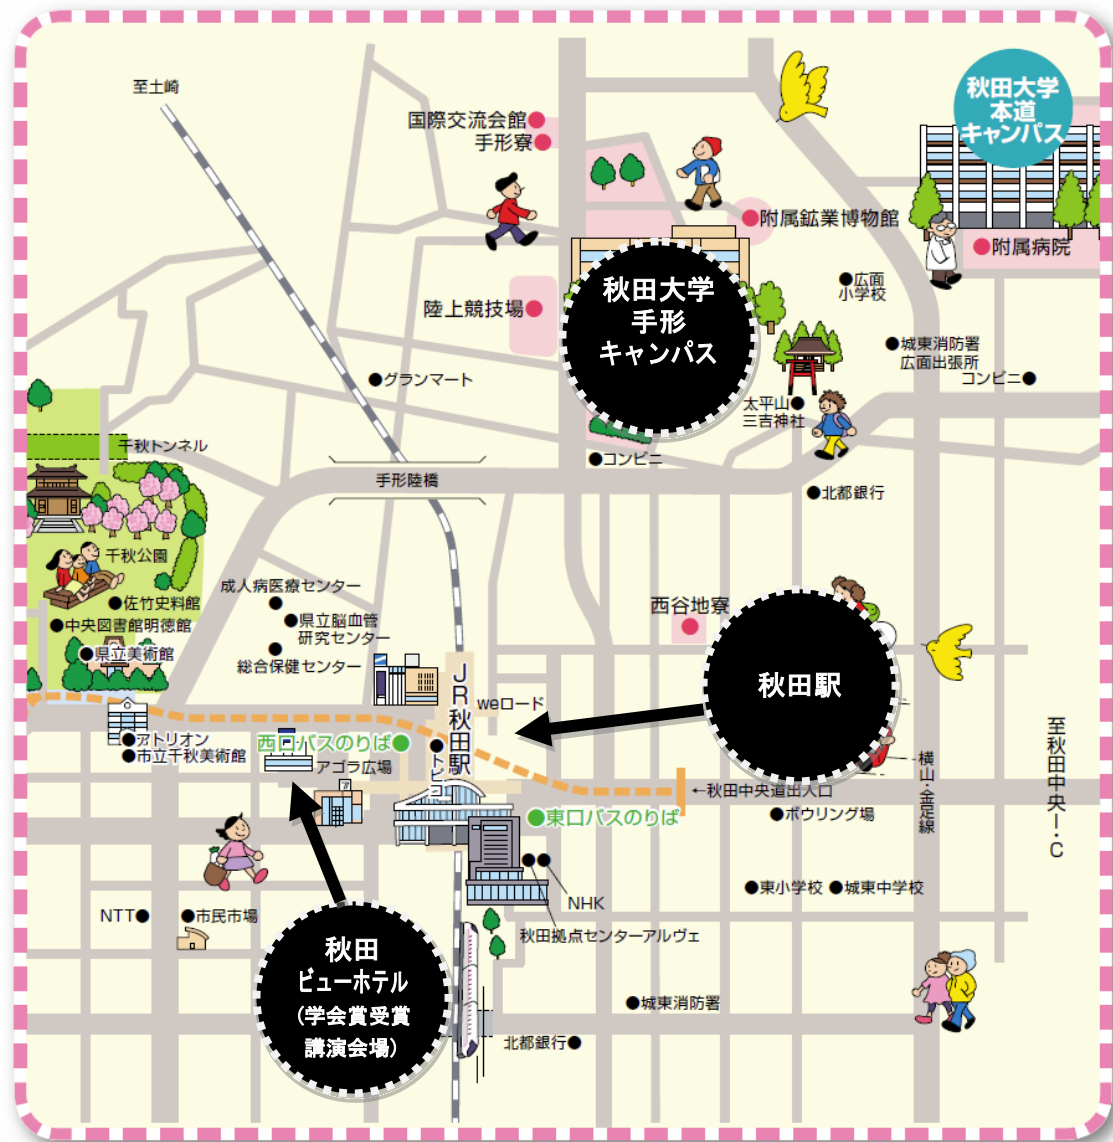 至土崎
国際交流会館
手形寮
秋田大学
本道
キャンパス
附属鉱業博物館
附属病院
秋田大学
手形
キャンパス
広面
小学校
陸上競技場
城東消防署
広面出張所
コンビニ
グランマート
太平山
三吉神社
千秋トンネル
コンビニ
手形陸橋
北都銀行
千秋公園
成人病医療センター
佐竹史料館
県立脳血管
研究センター
中央図書館明徳館
西谷地寮
県立美術館
総合保健センター
JR秋田駅
weロード
秋田駅
アトリオン
市立千秋美術館
西口バスのりば
アゴラ広場
トピコ
至秋田中央I・C
横山・金足線
←秋田中央道出入口
東口バスのりば
ボウリング場
東小学校
城東中学校
NHK
NTT
市民市場
秋田拠点センターアルヴェ
秋田
ビューホテル
(学会賞受賞
講演会場)
城東消防署
北都銀行